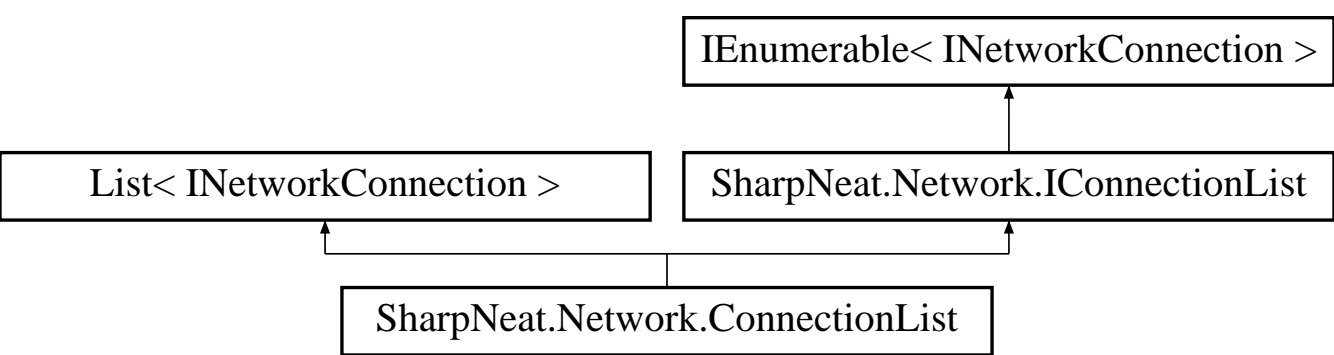 IEnumerable< INetworkConnection >
List< INetworkConnection >
SharpNeat.Network.IConnectionList
SharpNeat.Network.ConnectionList